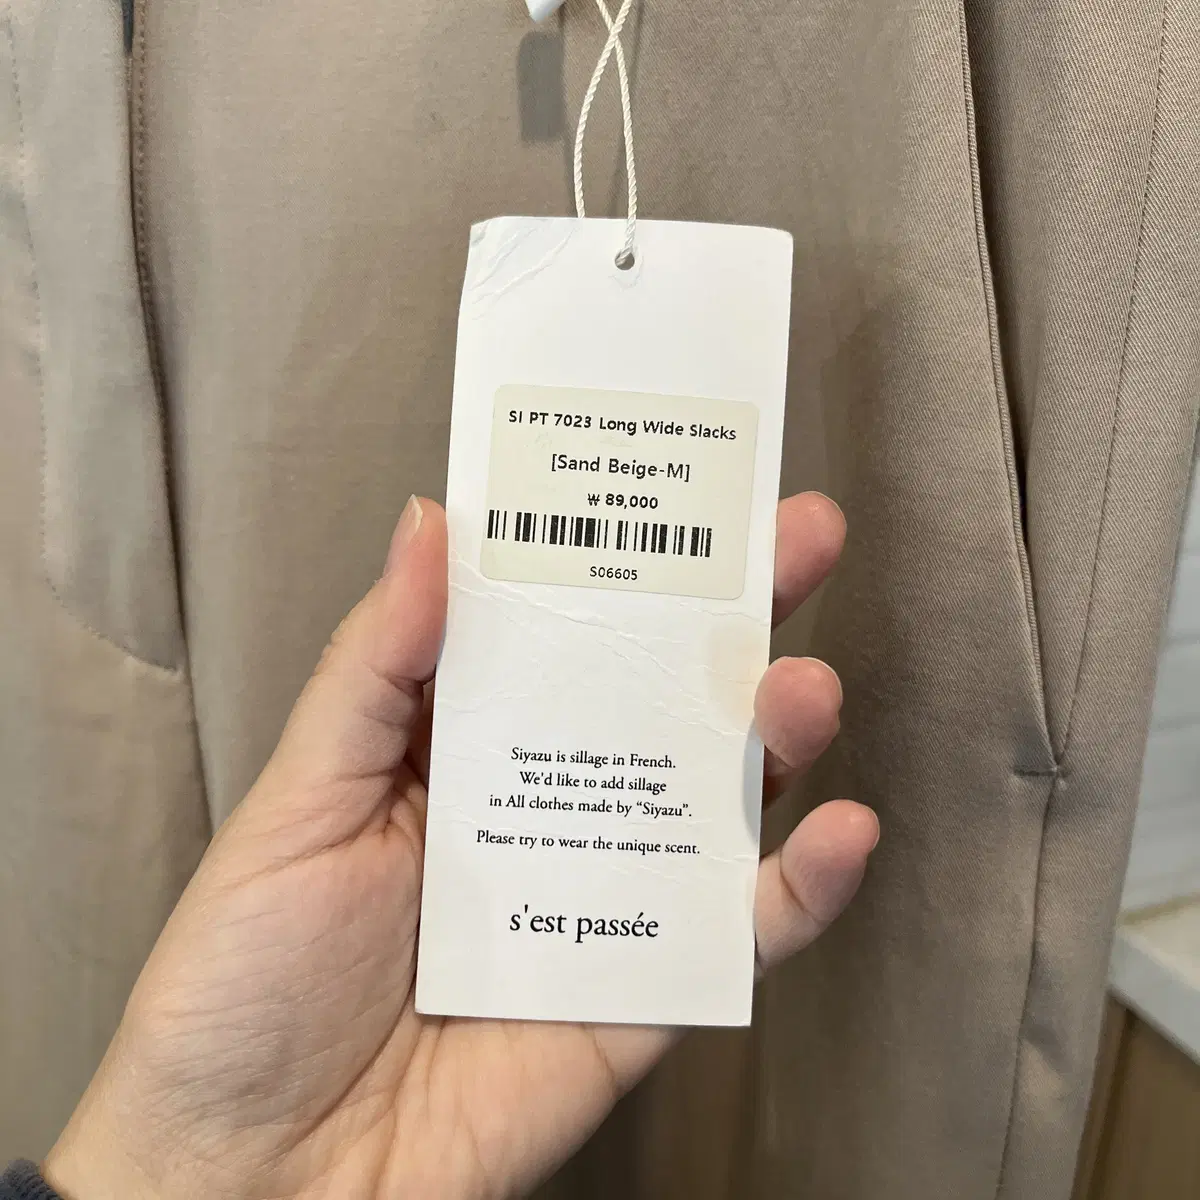 SI PT 7023 Long Wide Slacks
[Sand Beige-M]
₩ 89,000
S06605
Siyazu is sillage in French.
We'd like to add sillage
in All clothes made by “Siyazu”.
Please try to wear the unique scent.
s'est passée